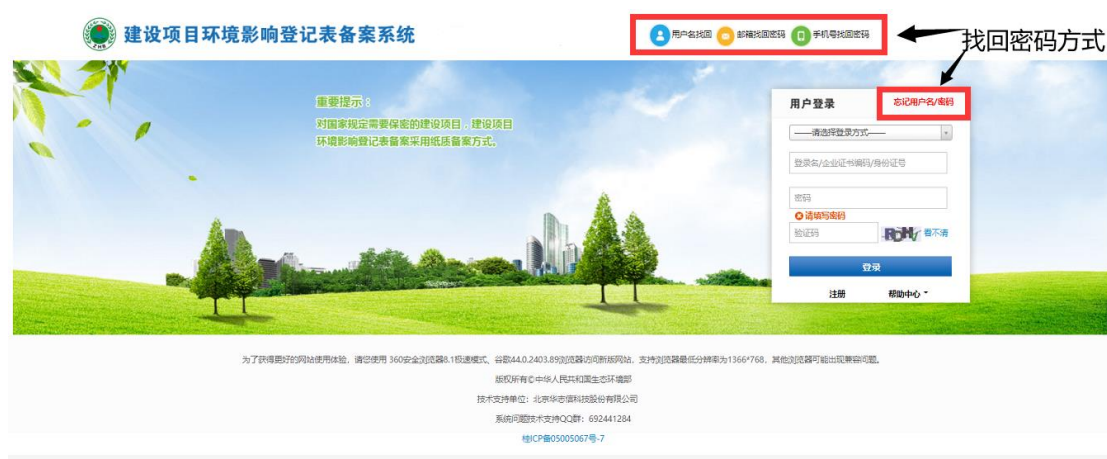 建设项目环境影响登记表备案系统
用户名找回 邮箱找回密码 手机号找回密码
找回密码方式
重要提示：
对国家规定需要保密的建设项目，建设项目
环境影响登记表备案采用纸质备案方式。
用户登录 忘记用户名/密码
——请选择登录方式——
登录名/企业证书编码/身份证号
密码
请填写密码
验证码 看不清
登录
注册 帮助中心
为了获得更好的网站使用体验，请您使用 360安全浏览器8.1极速模式、谷歌44.0.2403.89浏览器访问新版网站，支持浏览器最低分辨率为1366*768，其他浏览器可能出现兼容问题。
版权所有©中华人民共和国生态环境部
技术支持单位：北京华志信科技股份有限公司
系统问题技术支持QQ群：692441284
桂ICP备05005067号-7